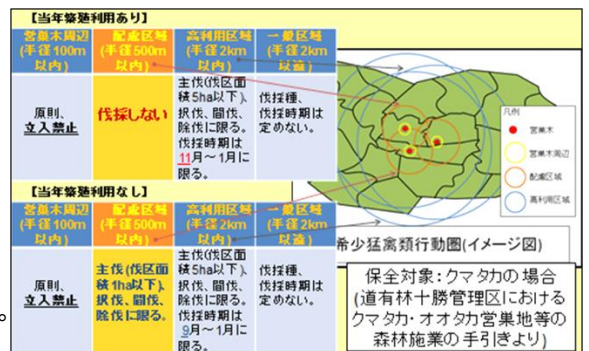 【当年築巣利用あり】
営巣木周辺 配慮区域 高利用区域 一般区域
(半径100m (半径500m (半径2km (半径2km
以内) 以内) 以内) 以遠)
原則、
立入禁止
伐採しない
主伐(伐区面
積5ha以下)、
択伐、間伐、
除伐に限る。
伐採時期は
11月～1月に
限る。
伐採種、
伐採時期は
定めない。
【当年築巣利用なし】
営巣木周辺 配慮区域 高利用区域 一般区域
(半径100m (半径500m (半径2km (半径2km
以内) 以内) 以内) 以遠)
原則、
立入禁止
主伐(伐区面
積1ha以下)、
択伐、間伐、
除伐に限る。
主伐(伐区面
積5ha以下)、
択伐、間伐、
除伐に限る。
伐採時期は
9月～1月に
限る。
伐採種、
伐採時期は
定めない。
凡例
営巣木
営巣木周辺
配慮区域
高利用区域
希少猛禽類行動圏(イメージ図)
保全対象:クマタカの場合
(道有林十勝管理区における
クマタカ・オオタカ営巣地等の
森林施業の手引きより)
。